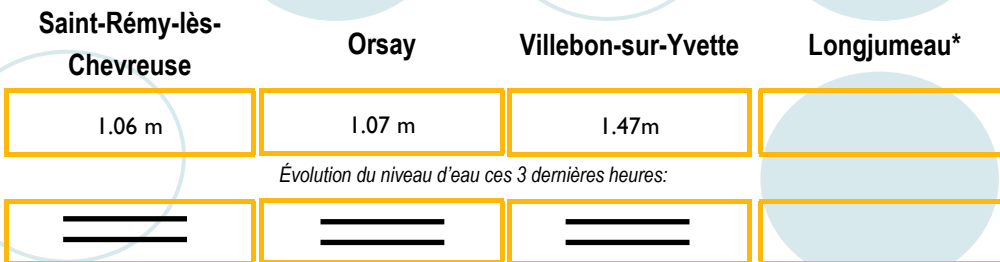 Saint-Rémy-lès-Chevreuse Orsay Villebon-sur-Yvette Longjumeau*
1.06 m 1.07 m 1.47m
Évolution du niveau d'eau ces 3 dernières heures: